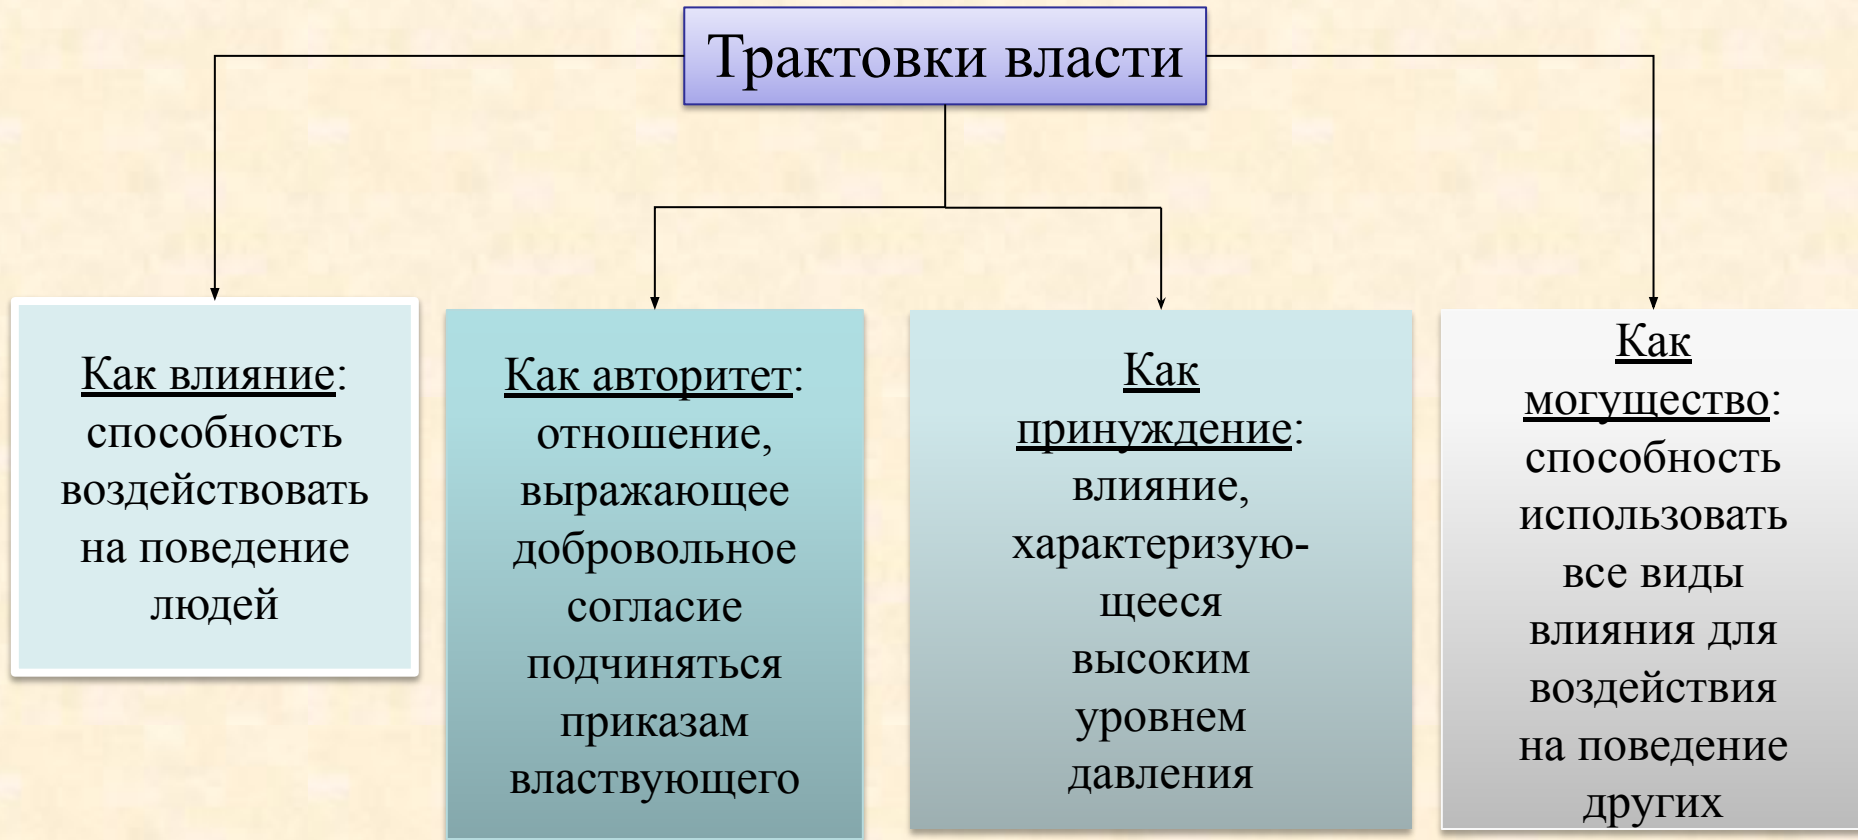 Трактовки власти
Как влияние:
способность
воздействовать
на поведение
людей
Как авторитет:
отношение,
выражающее
добровольное
согласие
подчиняться
приказам
властвующего
Как
принуждение:
влияние,
характеризую-
щееся
высоким
уровнем
давления
Как
могущество:
способность
использовать
все виды
влияния для
воздействия
на поведение
других